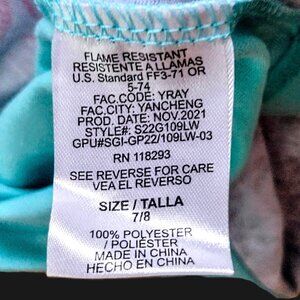 FLAME RESISTANT
RESISTENTE A LLAMAS
U.S. Standard FF3-71 OR
5-74
FAC.CODE: YRAY
FAC.CITY: YANCHENG
PROD. DATE: NOV.2021
STYLE#: S22G109LW
GPU#SGI-GP22/109LW-03
RN 118293
SEE REVERSE FOR CARE
VEA EL REVERSO
SIZE / TALLA
7/8
100% POLYESTER
/ POLIÉSTER
MADE IN CHINA
HECHO EN CHINA